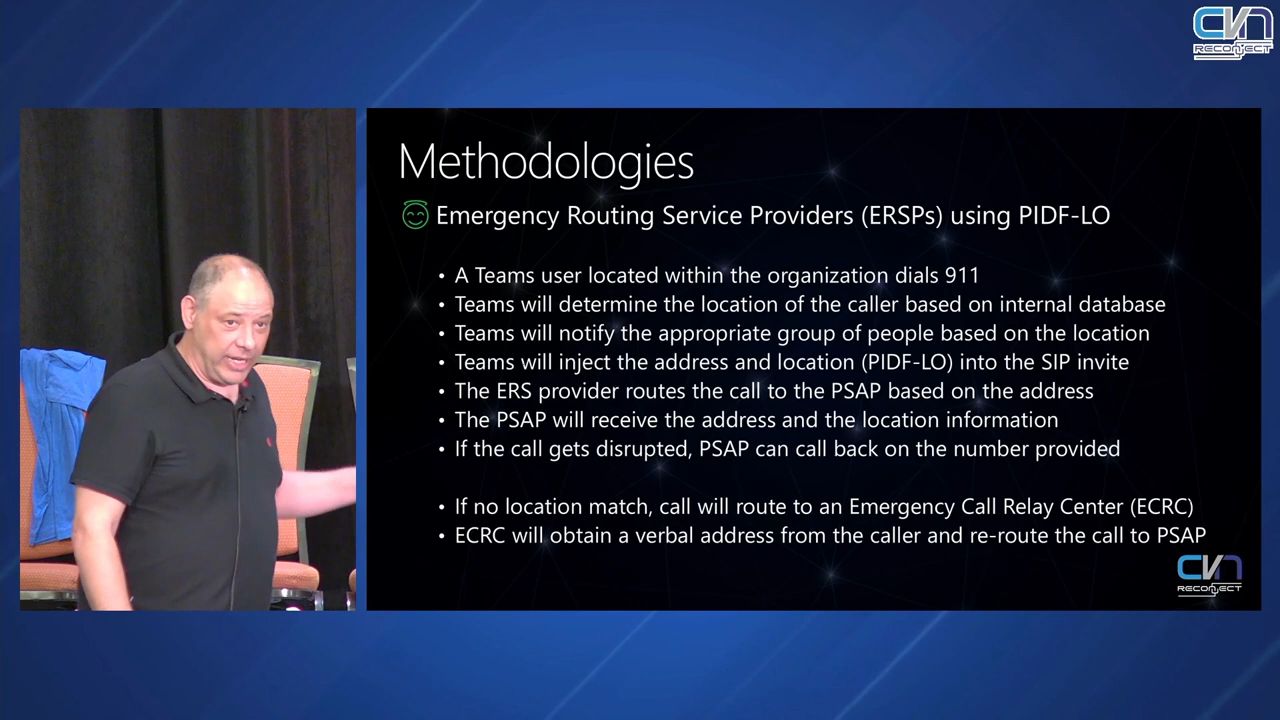 CVN
RECONJECT
Methodologies
Emergency Routing Service Providers (ERSPs) using PIDF-LO
• A Teams user located within the organization dials 911
• Teams will determine the location of the caller based on internal database
• Teams will notify the appropriate group of people based on the location
• Teams will inject the address and location (PIDF-LO) into the SIP invite
• The ERS provider routes the call to the PSAP based on the address
• The PSAP will receive the address and the location information
• If the call gets disrupted, PSAP can call back on the number provided
• If no location match, call will route to an Emergency Call Relay Center (ECRC)
• ECRC will obtain a verbal address from the caller and re-route the call to PSAP
CVN
RECONJECT